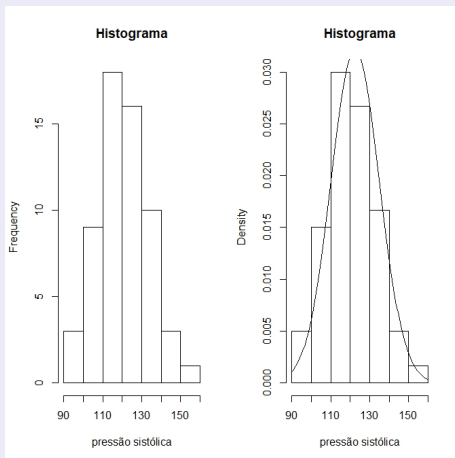 Histograma
Frequency
15
10
5
0
90 110 130 150
pressão sistólica
Histograma
Density
0.030
0.025
0.020
0.015
0.010
0.005
0.000
90 110 130 150
pressão sistólica